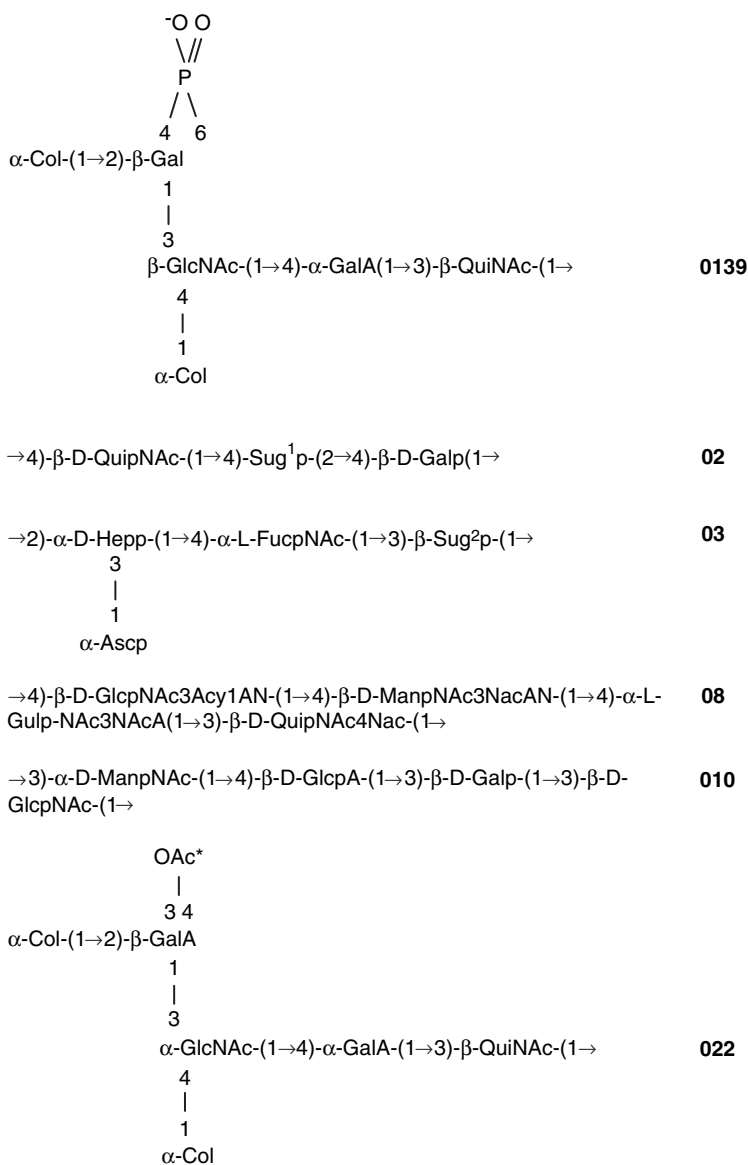 -O O
P
4 6
α-Col-(1→2)-β-Gal
1
|
3
β-GlcNAc-(1→4)-α-GalA(1→3)-β-QuiNAc-(1→ 0139
4
|
1
α-Col
→4)-β-D-QuipNAc-(1→4)-Sug¹p-(2→4)-β-D-Galp(1→ 02
→2)-α-D-Hepp-(1→4)-α-L-FucpNAc-(1→3)-β-Sug²p-(1→ 03
3
|
1
α-Ascp
→4)-β-D-GlcpNAc3Acy1AN-(1→4)-β-D-ManpNAc3NacAN-(1→4)-α-L- 08
Gulp-NAc3NAcA(1→3)-β-D-QuipNAc4Nac-(1→
→3)-α-D-ManpNAc-(1→4)-β-D-GlcpA-(1→3)-β-D-Galp-(1→3)-β-D- 010
GlcpNAc-(1→
OAc*
|
3 4
α-Col-(1→2)-β-GalA
1
|
3
α-GlcNAc-(1→4)-α-GalA-(1→3)-β-QuiNAc-(1→ 022
4
|
1
α-Col